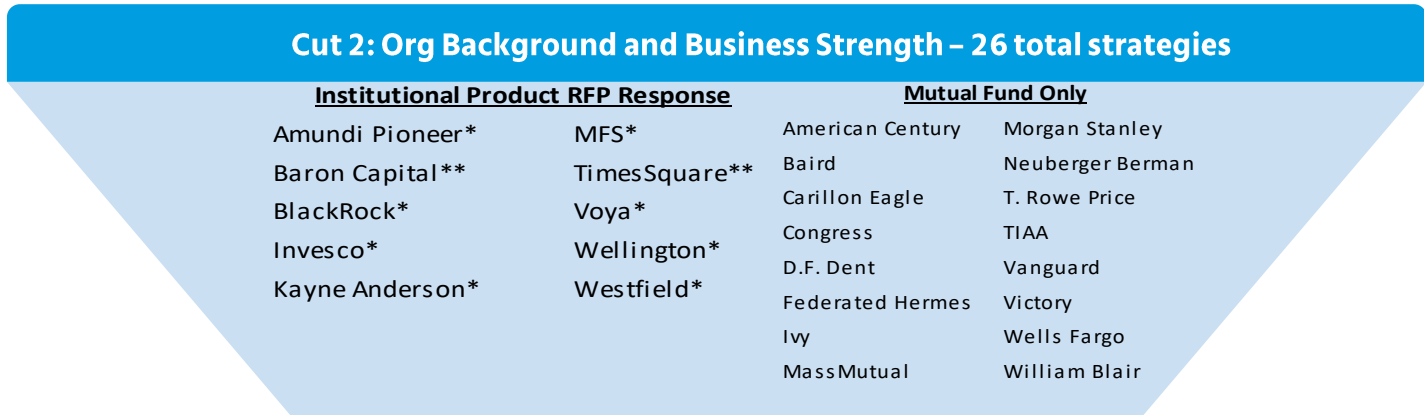 Cut 2: Org Background and Business Strength – 26 total strategies
Institutional Product RFP Response
Amundi Pioneer*
Baron Capital**
BlackRock*
Invesco*
Kayne Anderson*
MFS*
TimesSquare**
Voya*
Wellington*
Westfield*
Mutual Fund Only
American Century
Baird
Carillon Eagle
Congress
D.F. Dent
Federated Hermes
Ivy
MassMutual
Morgan Stanley
Neuberger Berman
T. Rowe Price
TIAA
Vanguard
Victory
Wells Fargo
William Blair